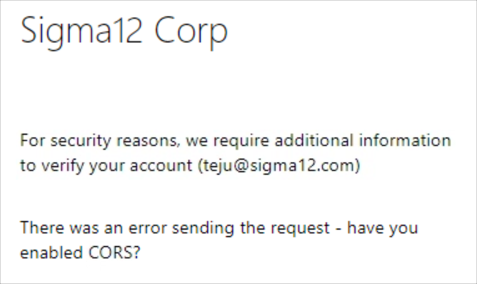 Sigma12 Corp
For security reasons, we require additional information
to verify your account (teju@sigma12.com)
There was an error sending the request - have you
enabled CORS?